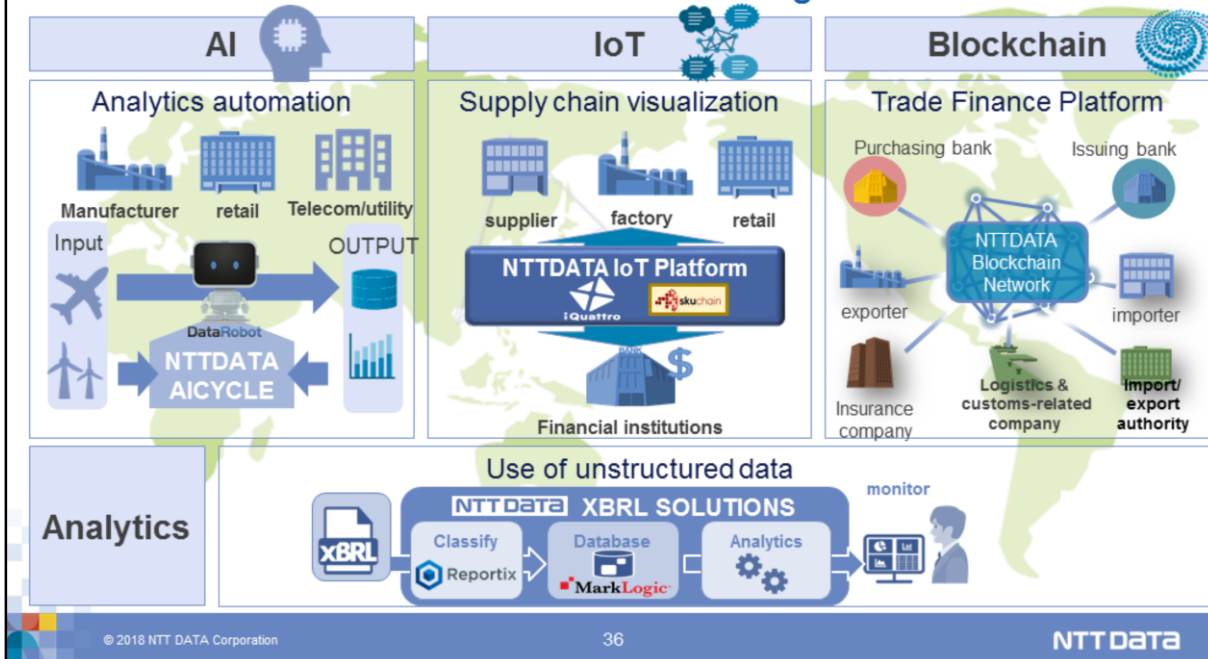 AI
IoT
Blockchain
Analytics automation
Manufacturer
retail
Telecom/utility
Input
OUTPUT
DataRobot
NTTDATA
AICYCLE
Supply chain visualization
supplier
factory
retail
NTTDATA IoT Platform
iQuattro
skuchain
BANK
$
Financial institutions
Trade Finance Platform
Purchasing bank
Issuing bank
NTTDATA
Blockchain
Network
exporter
importer
Insurance
company
Logistics &
customs-related
company
Import/
export
authority
Analytics
Use of unstructured data
XBRL
NTT DATA XBRL SOLUTIONS
Classify
Reportix
Database
MarkLogic
Analytics
monitor
© 2018 NTT DATA Corporation
36
NTT DATA